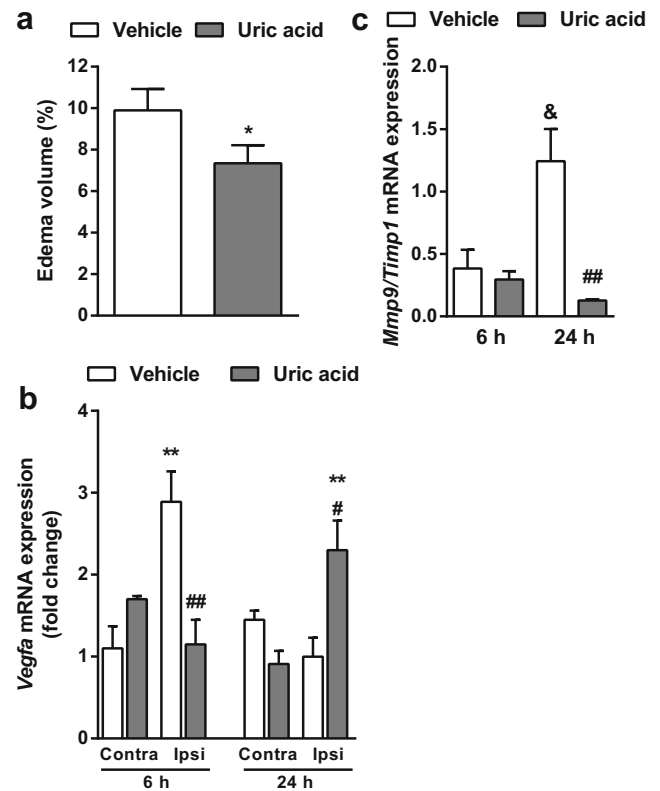 a
Vehicle Uric acid
Edema volume (%)
12
10
8
6
4
2
0
*
c
Vehicle Uric acid
Mmp9/Timp1 mRNA expression
2.0
1.5
1.0
0.5
0.0
&
##
6 h 24 h
Vehicle Uric acid
b
Vegfa mRNA expression
(fold change)
4
3
2
1
0
**
##
**
#
Contra Ipsi Contra Ipsi
6 h 24 h